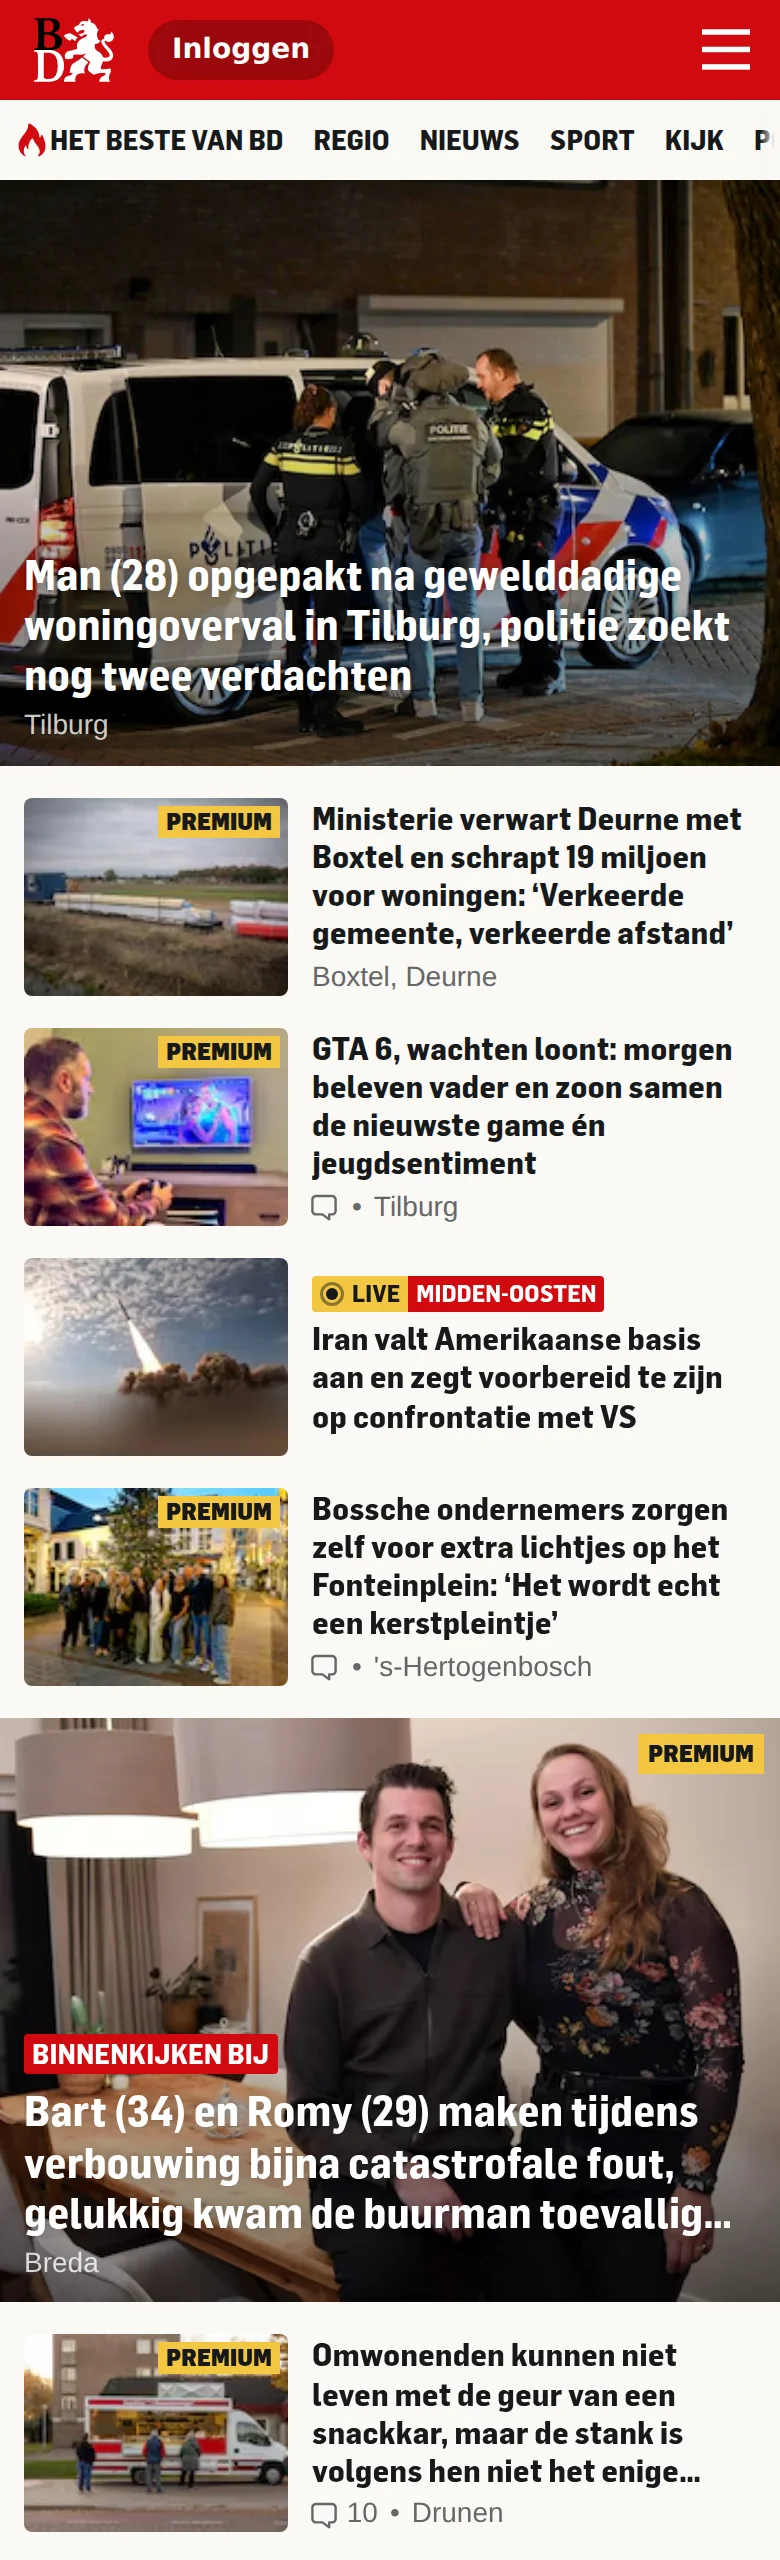 BD
Inloggen
HET BESTE VAN BD REGIO NIEUWS SPORT KIJK
POLITIE
POLITIE
Man (28) opgepakt na gewelddadige
woningoverval in Tilburg, politie zoekt
nog twee verdachten
Tilburg
PREMIUM
Ministerie verwart Deurne met
Boxtel en schrapt 19 miljoen
voor woningen: ‘Verkeerde
gemeente, verkeerde afstand’
Boxtel, Deurne
PREMIUM
GTA 6, wachten loont: morgen
beleven vader en zoon samen
de nieuwste game én
jeugdsentiment
• Tilburg
LIVE MIDDEN-OOSTEN
Iran valt Amerikaanse basis
aan en zegt voorbereid te zijn
op confrontatie met VS
PREMIUM
Bossche ondernemers zorgen
zelf voor extra lichtjes op het
Fonteinplein: ‘Het wordt echt
een kerstpleintje’
• 's-Hertogenbosch
PREMIUM
BINNENKIJKEN BIJ
Bart (34) en Romy (29) maken tijdens
verbouwing bijna catastrofale fout,
gelukkig kwam de buurman toevallig...
Breda
PREMIUM
Omwonenden kunnen niet
leven met de geur van een
snackkar, maar de stank is
volgens hen niet het enige...
10 • Drunen